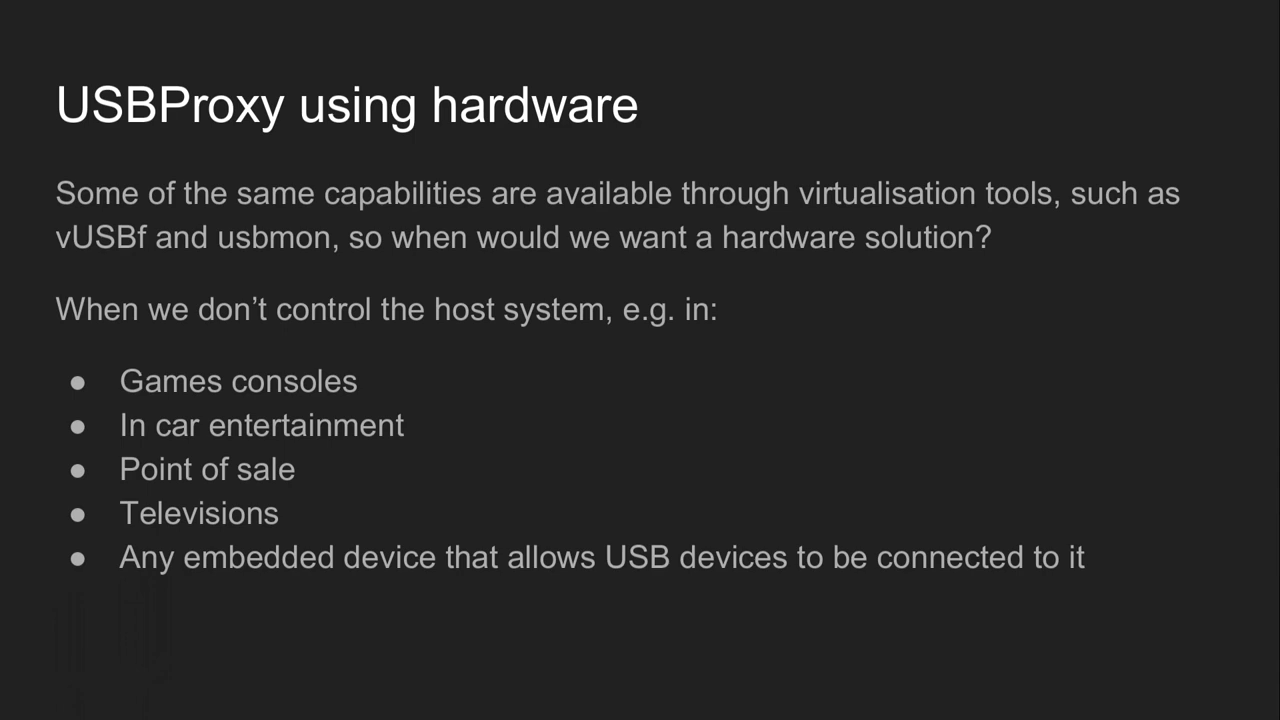 USBProxy using hardware
Some of the same capabilities are available through virtualisation tools, such as
vUSBf and usbmon, so when would we want a hardware solution?
When we don’t control the host system, e.g. in:
● Games consoles
● In car entertainment
● Point of sale
● Televisions
● Any embedded device that allows USB devices to be connected to it